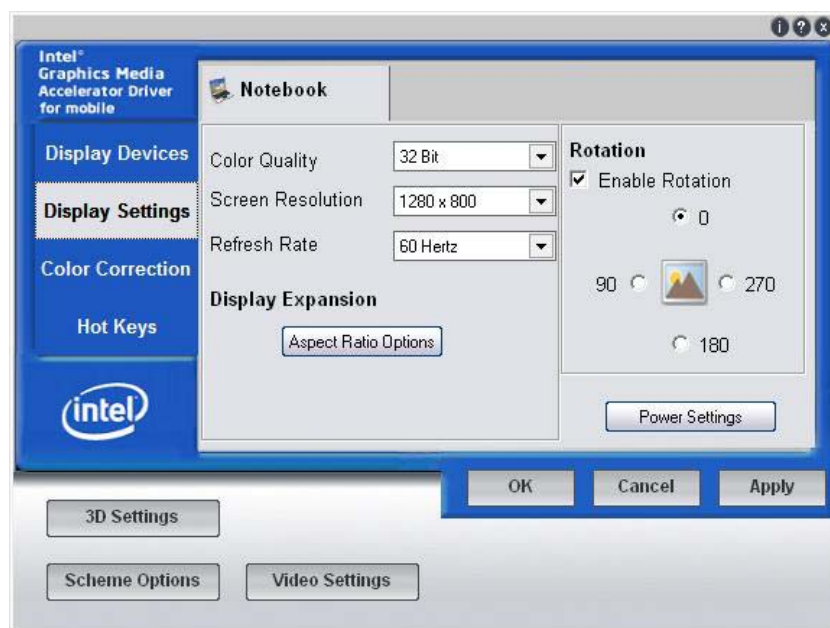 Intel®
Graphics Media
Accelerator Driver
for mobile
Notebook
Display Devices
Display Settings
Color Correction
Hot Keys
intel
Color Quality
32 Bit
Screen Resolution
1280 x 800
Refresh Rate
60 Hertz
Display Expansion
Aspect Ratio Options
Rotation
Enable Rotation
0
90
270
180
Power Settings
OK
Cancel
Apply
3D Settings
Scheme Options
Video Settings